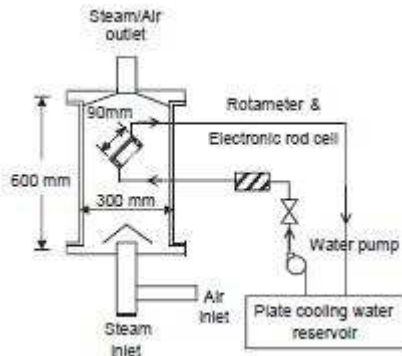 Steam/Air
outlet
90mm
Rotameter &
Electronic rod cell
600 mm
300 mm
Water pump
Air
inlet
Steam
inlet
Plate cooling water
reservoir